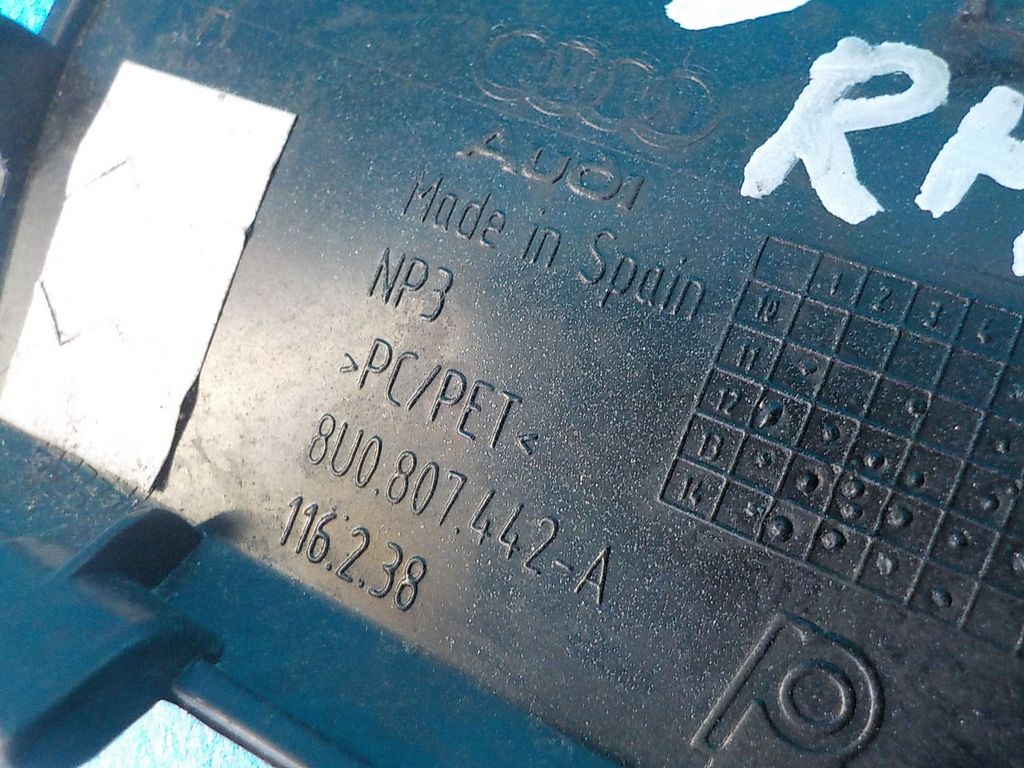 AUDI
Made in Spain
NP3
>PC/PET<
8U0.807.442-A
116.2.38
1 2 3 4
10
11
12
13
14